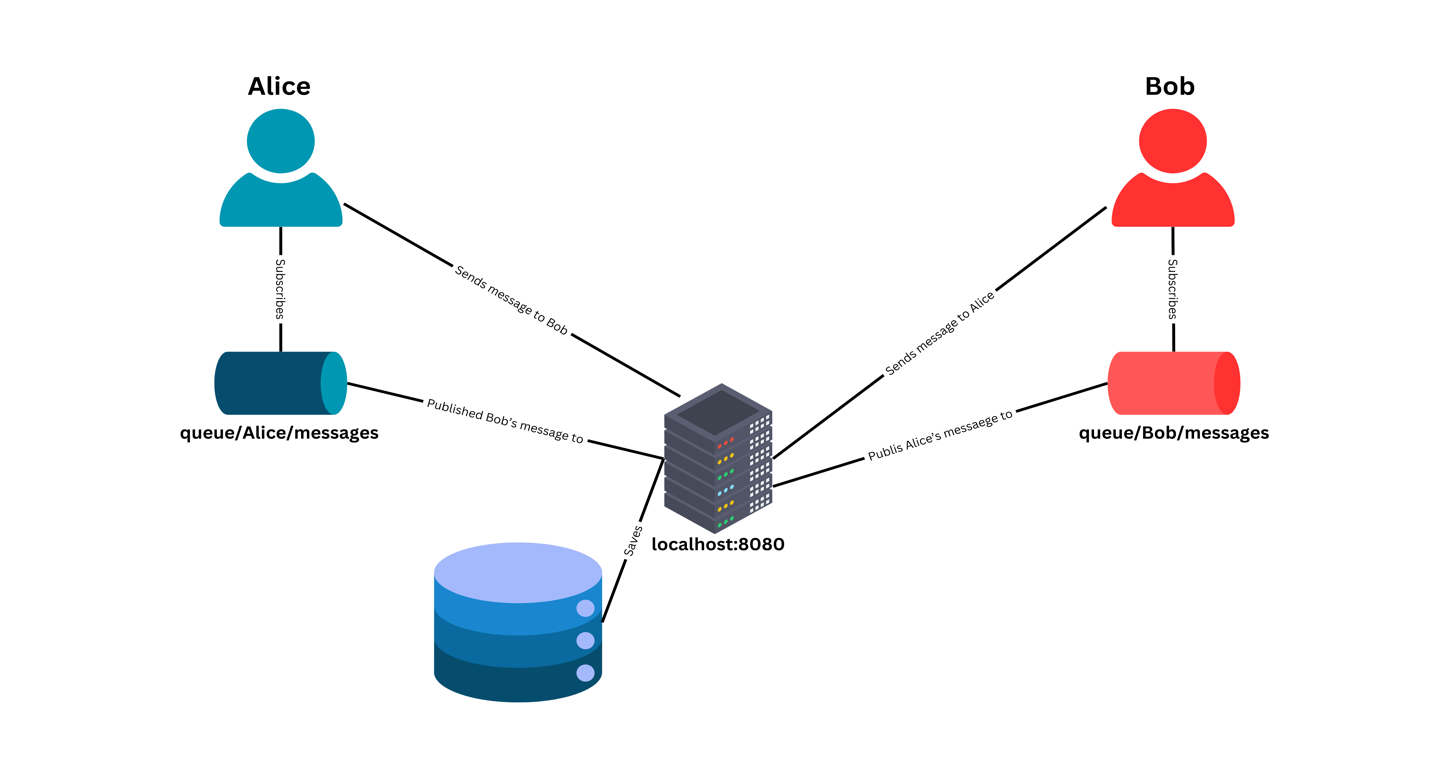 Alice
Bob
Subscribes
Sends message to Bob
Sends message to Alice
Subscribes
Published Bob's message to
Publis Alice's messaege to
queue/Alice/messages
queue/Bob/messages
Saves
localhost:8080